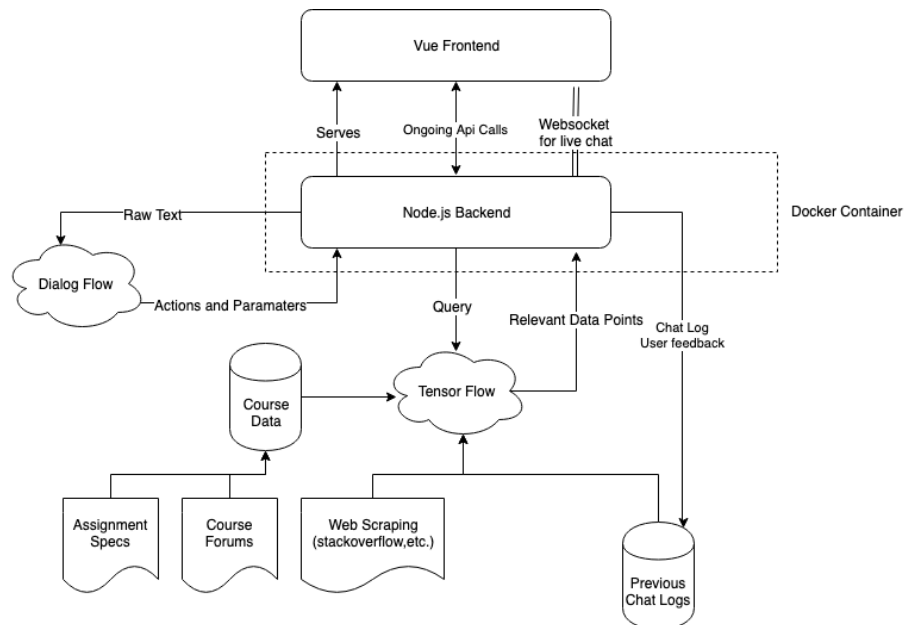 Vue Frontend
Serves
Ongoing Api Calls
Websocket
for live chat
Node.js Backend
Docker Container
Raw Text
Dialog Flow
Actions and Paramaters
Query
Relevant Data Points
Chat Log
User feedback
Course
Data
Tensor Flow
Assignment
Specs
Course
Forums
Web Scraping
(stackoverflow,etc.)
Previous
Chat Logs